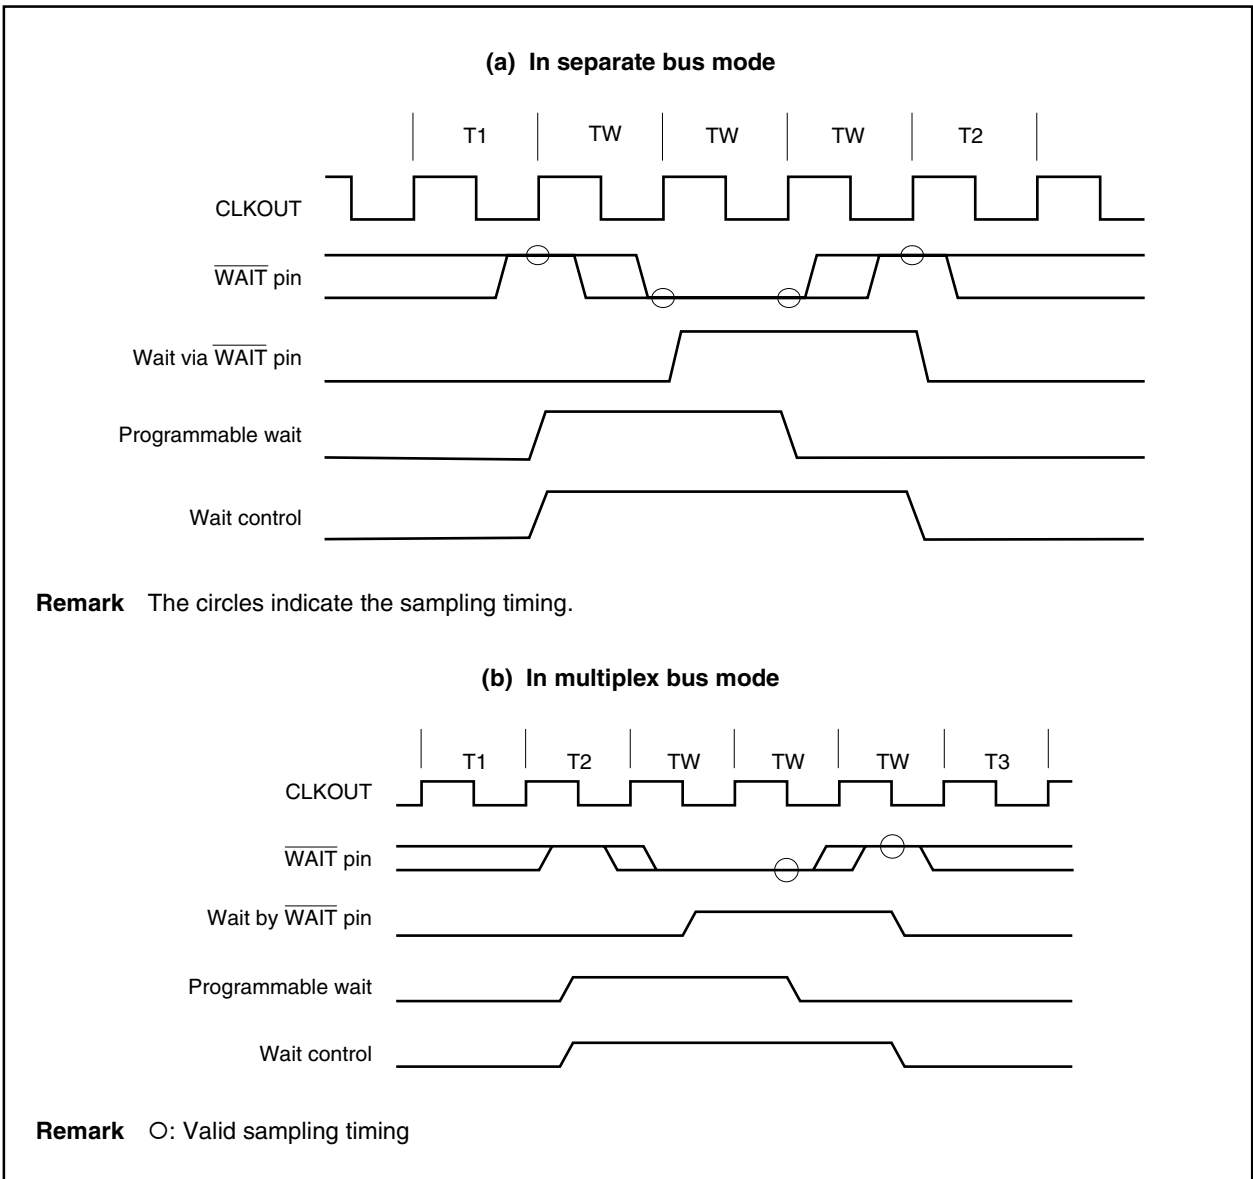 (a) In separate bus mode
T1 TW TW TW T2
CLKOUT
WAIT pin
Wait via WAIT pin
Programmable wait
Wait control
Remark The circles indicate the sampling timing.
(b) In multiplex bus mode
T1 T2 TW TW TW T3
CLKOUT
WAIT pin
Wait by WAIT pin
Programmable wait
Wait control
Remark ○: Valid sampling timing